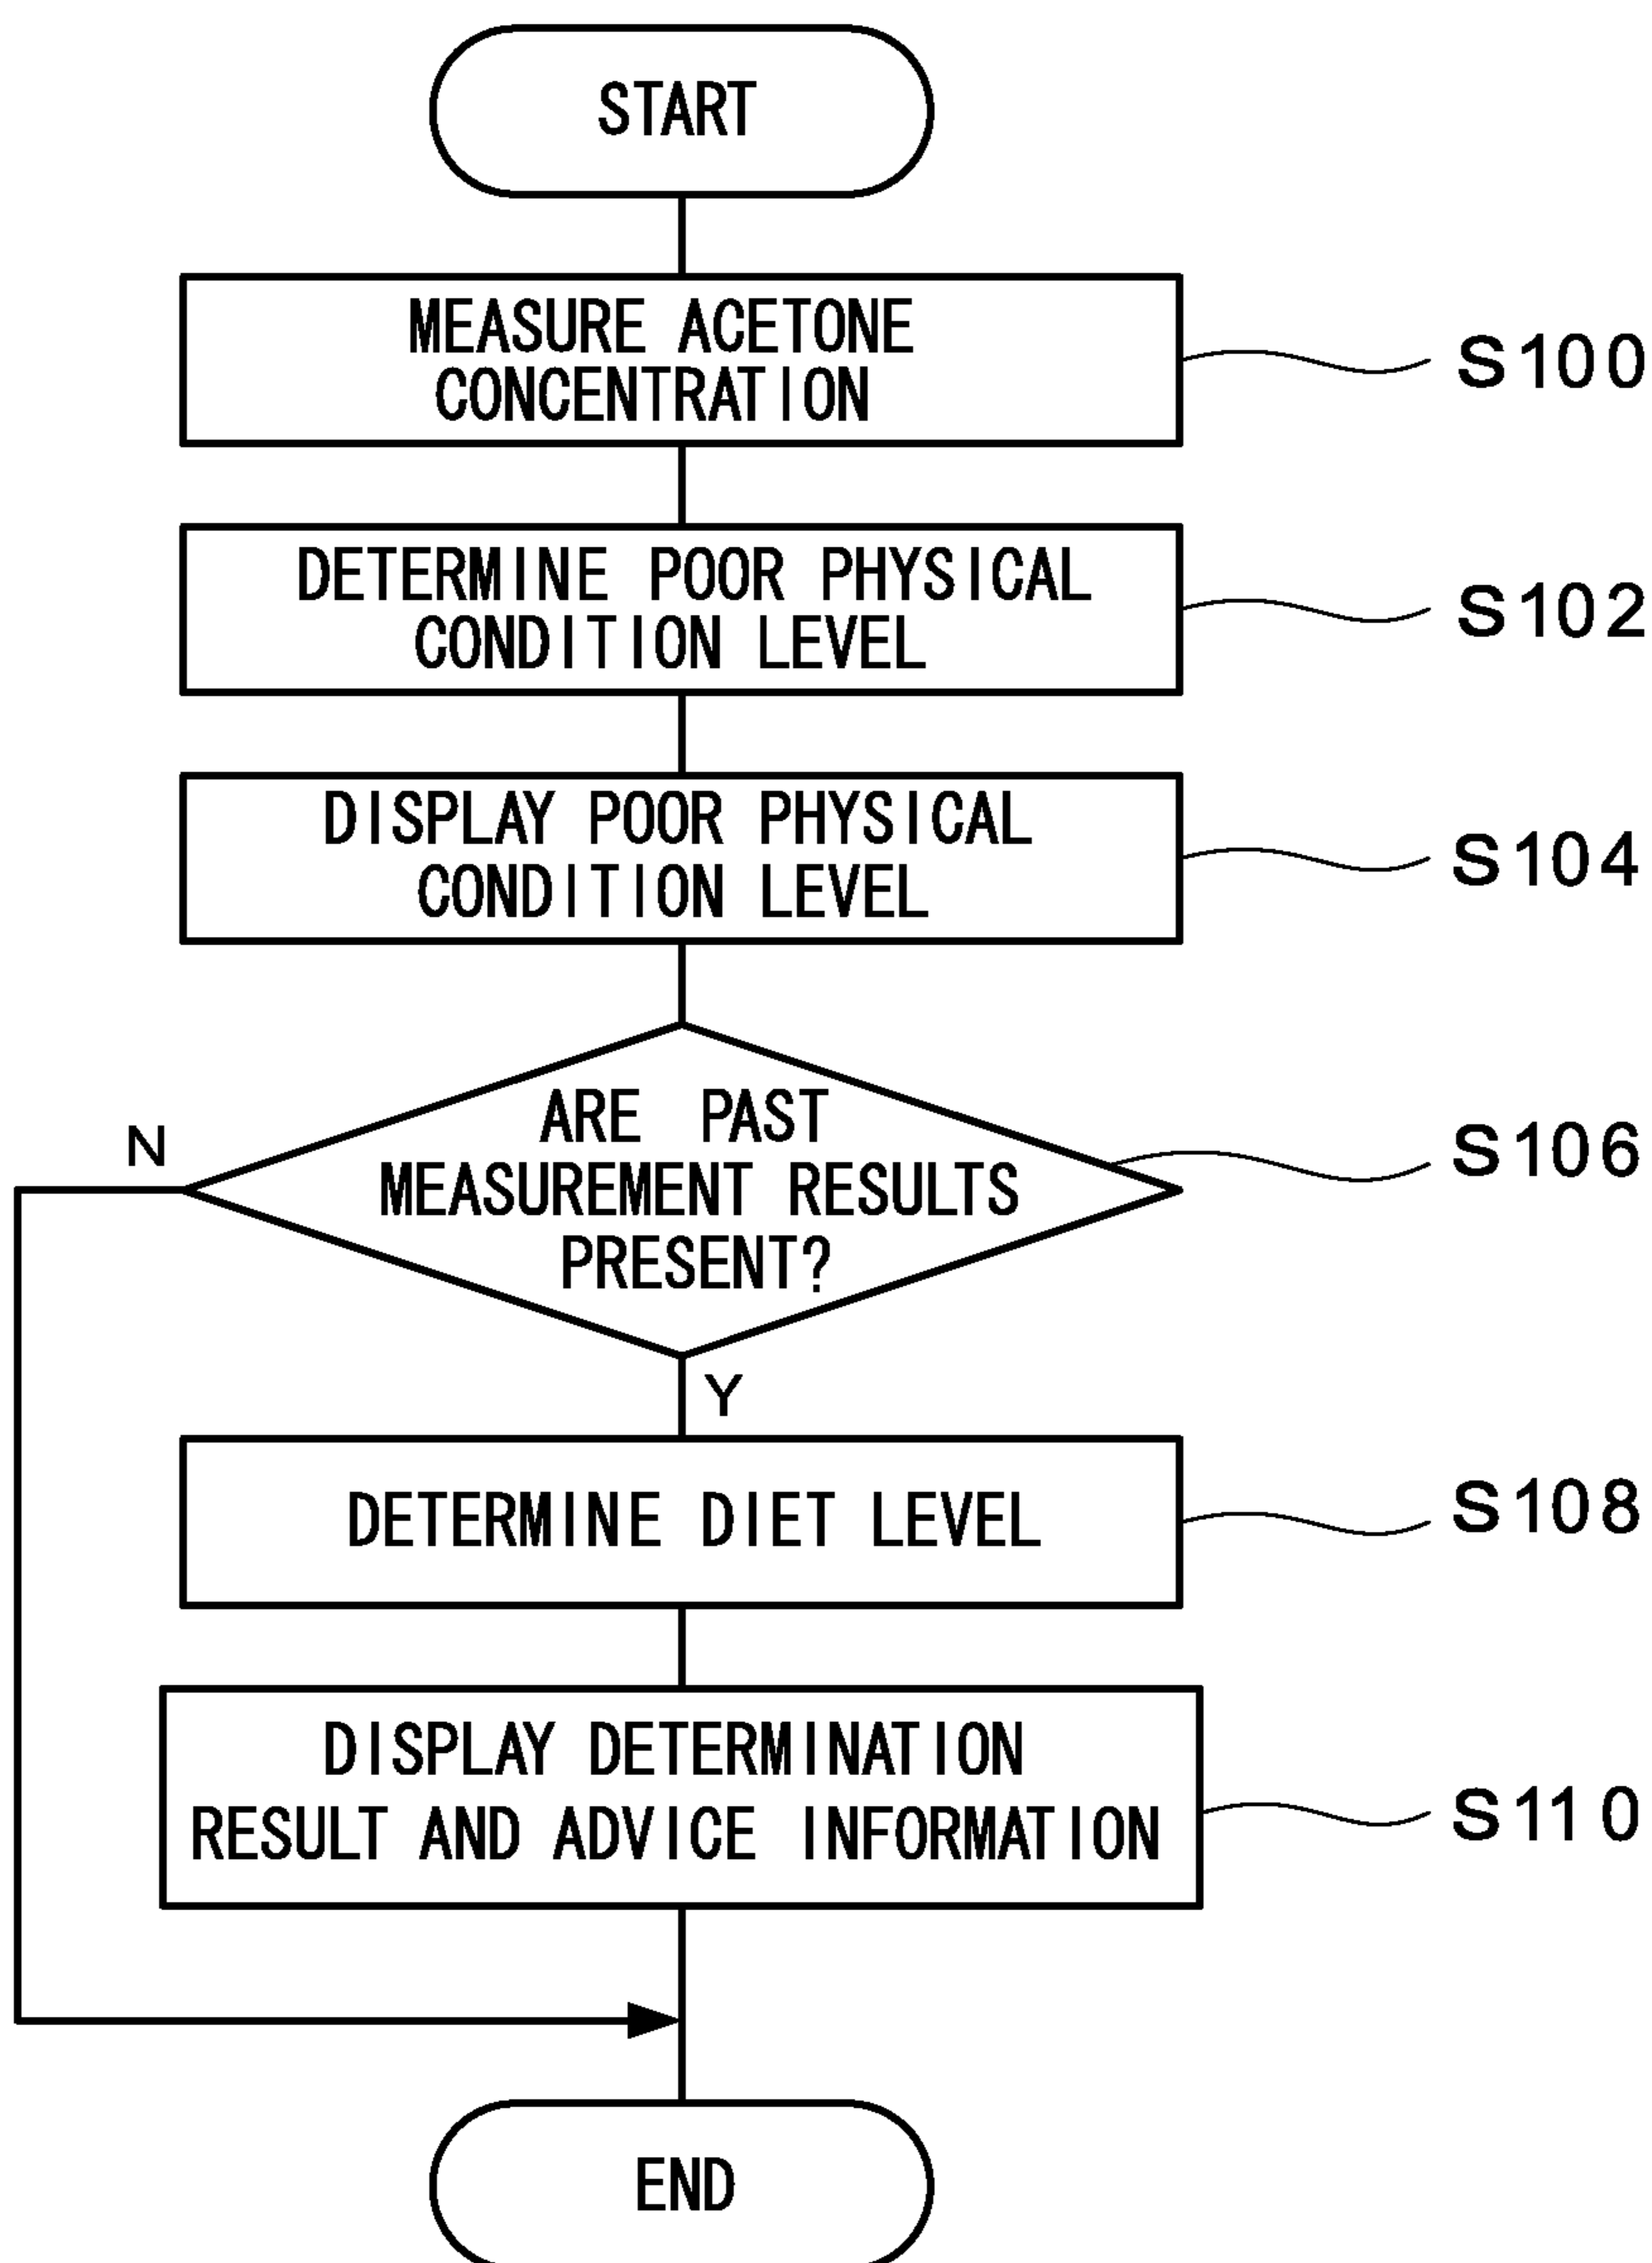 START
MEASURE ACETONE
CONCENTRATION
S100
DETERMINE POOR PHYSICAL
CONDITION LEVEL
S102
DISPLAY POOR PHYSICAL
CONDITION LEVEL
S104
ARE PAST
MEASUREMENT RESULTS
PRESENT?
S106
N
Y
DETERMINE DIET LEVEL
S108
DISPLAY DETERMINATION
RESULT AND ADVICE INFORMATION
S110
END